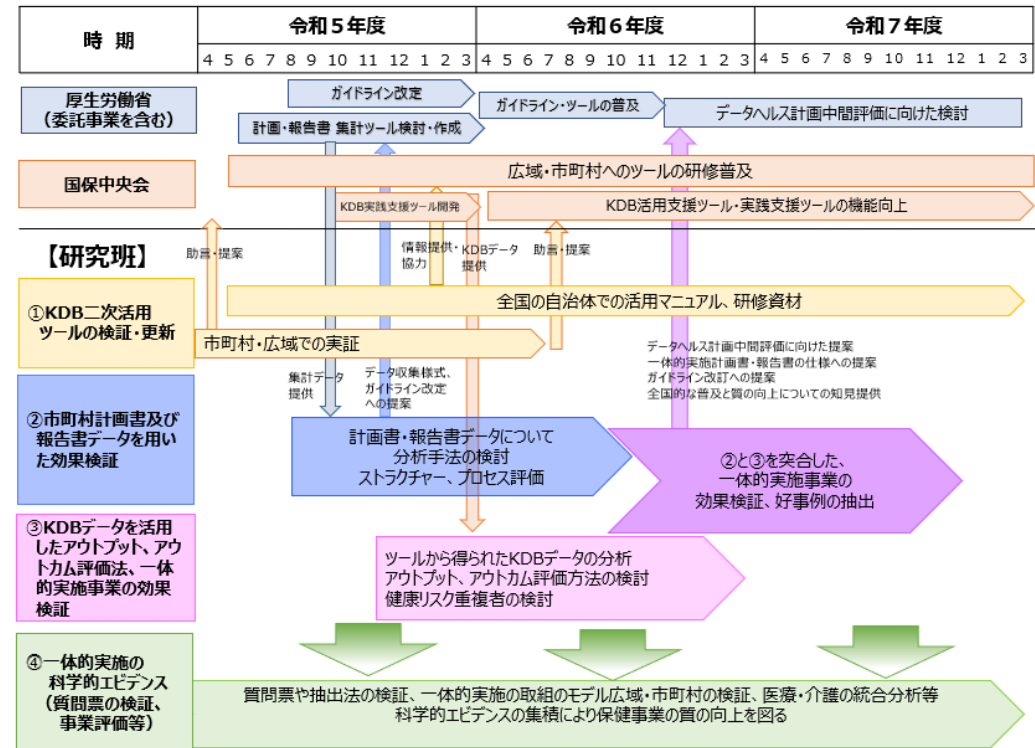 時 期
令和５年度
令和６年度
令和７年度
4 5 6 7 8 9 10 11 12 1 2 3
4 5 6 7 8 9 10 11 12 1 2 3
4 5 6 7 8 9 10 11 12 1 2 3
厚生労働省
（委託事業を含む）
ガイドライン改定
計画・報告書 集計ツール検討・作成
ガイドライン・ツールの普及
データヘルス計画中間評価に向けた検討
国保中央会
広域・市町村へのツールの研修普及
KDB実践支援ツール開発
KDB活用支援ツール・実践支援ツールの機能向上
【研究班】
助言・提案
情報提供・
協力
KDBデータ
提供
助言・提案
①KDB二次活用
ツールの検証・更新
全国の自治体での活用マニュアル、研修資材
市町村・広域での実証
集計データ
提供
データ収集様式、
ガイドライン改定
への提案
データヘルス計画中間評価に向けた提案
一体的実施計画書・報告書の仕様への提案
ガイドライン改訂への提案
全国的な普及と質の向上についての知見提供
②市町村計画書及び
報告書データを用い
た効果検証
計画書・報告書データについて
分析手法の検討
ストラクチャー、プロセス評価
②と③を突合した、
一体的実施事業の
効果検証、好事例の抽出
③KDBデータを活用
したアウトプット、アウ
トカム評価法、一体
的実施事業の効果
検証
ツールから得られたKDBデータの分析
アウトプット、アウトカム評価方法の検討
健康リスク重複者の検討
④一体的実施の
科学的エビデンス
（質問票の検証、
事業評価等）
質問票や抽出法の検証、一体的実施の取組のモデル広域・市町村の検証、医療・介護の統合分析等
科学的エビデンスの集積により保健事業の質の向上を図る